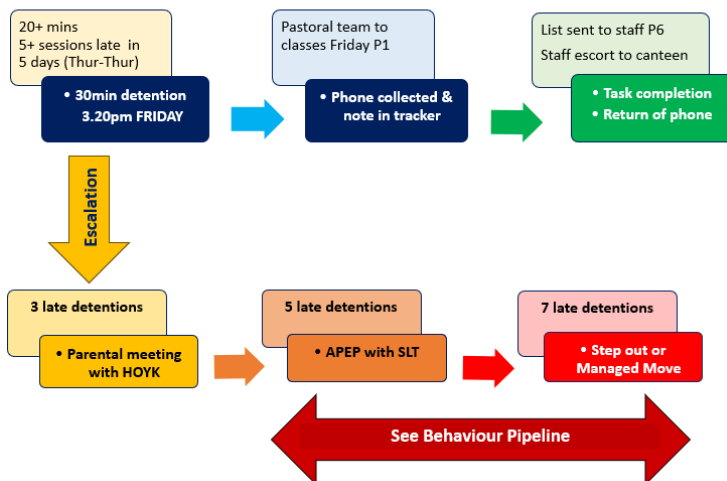 20+ mins
5+ sessions late in
5 days (Thur-Thur)
• 30min detention
3.20pm FRIDAY
Pastoral team to
classes Friday P1
• Phone collected &
note in tracker
List sent to staff P6
Staff escort to canteen
• Task completion
• Return of phone
Escalation
3 late detentions
• Parental meeting
with HOYK
5 late detentions
• APEP with SLT
7 late detentions
• Step out or
Managed Move
See Behaviour Pipeline